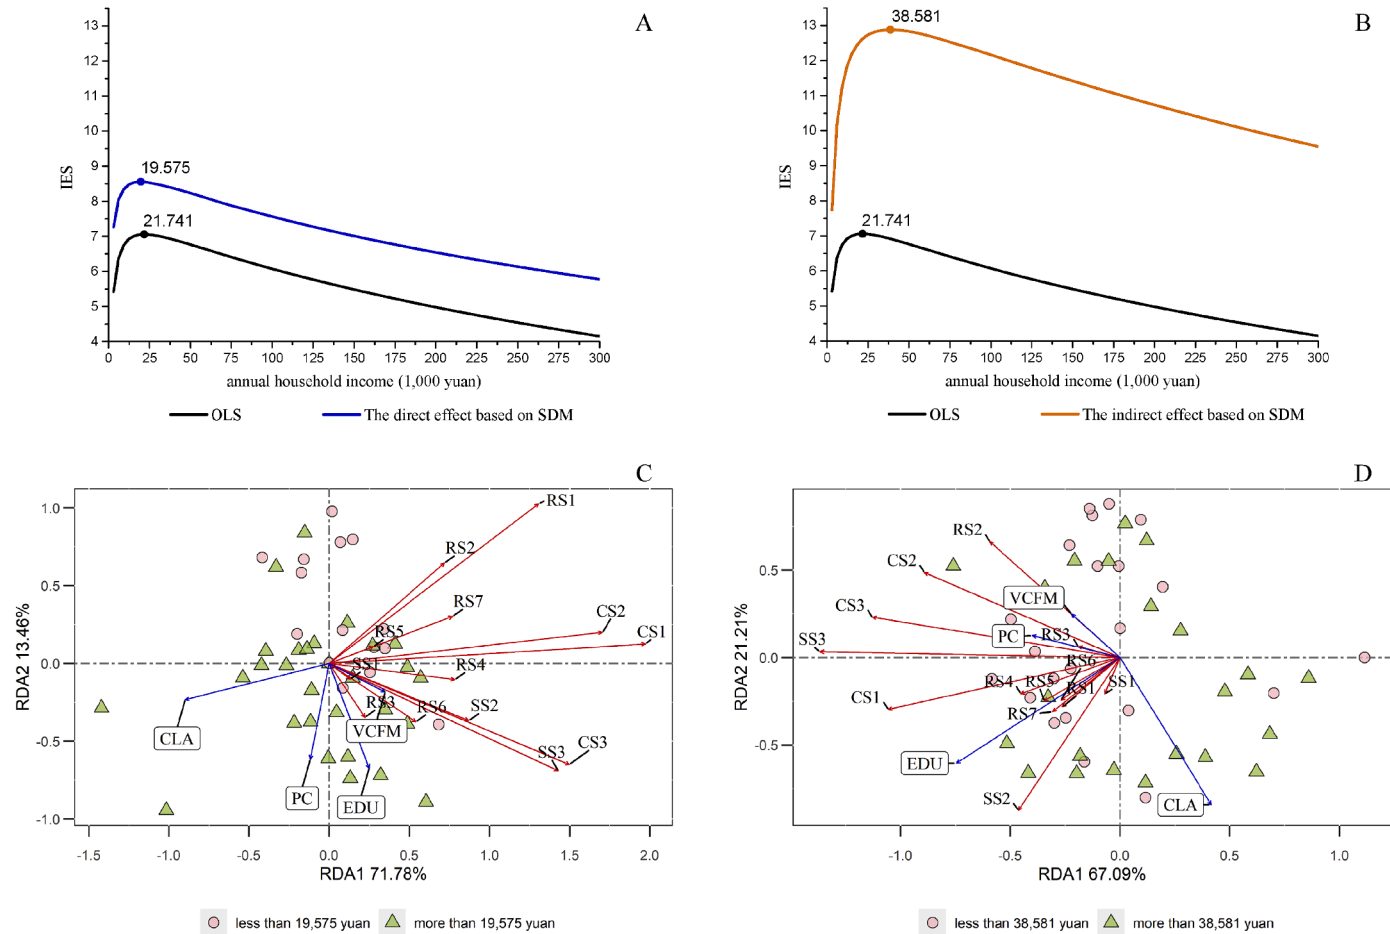 A
13
12
11
10
9
8
7
6
5
4
IES
19.575
21.741
0 25 50 75 100 125 150 175 200 225 250 275 300
annual household income (1,000 yuan)
OLS The direct effect based on SDM
B
13
12
11
10
9
8
7
6
5
4
IES
38.581
21.741
0 25 50 75 100 125 150 175 200 225 250 275 300
annual household income (1,000 yuan)
OLS The indirect effect based on SDM
C
1.0
0.5
0.0
-0.5
-1.0
RDA2 13.46%
RS1
RS2
RS7
CS2
RS5
CS1
SS1
RS4
RS3
RS6
SS2
VCFM
CLA
SS3
CS3
PC
EDU
-1.5 -1.0 -0.5 0.0 0.5 1.0 1.5 2.0
RDA1 71.78%
less than 19,575 yuan more than 19,575 yuan
D
0.5
0.0
-0.5
RDA2 21.21%
RS2
CS2
VCFM
CS3
PC
RS3
SS3
RS6
RS4
RS5
RS1
SS1
CS1
RS7
EDU
SS2
CLA
-1.0 -0.5 0.0 0.5 1.0
RDA1 67.09%
less than 38,581 yuan more than 38,581 yuan